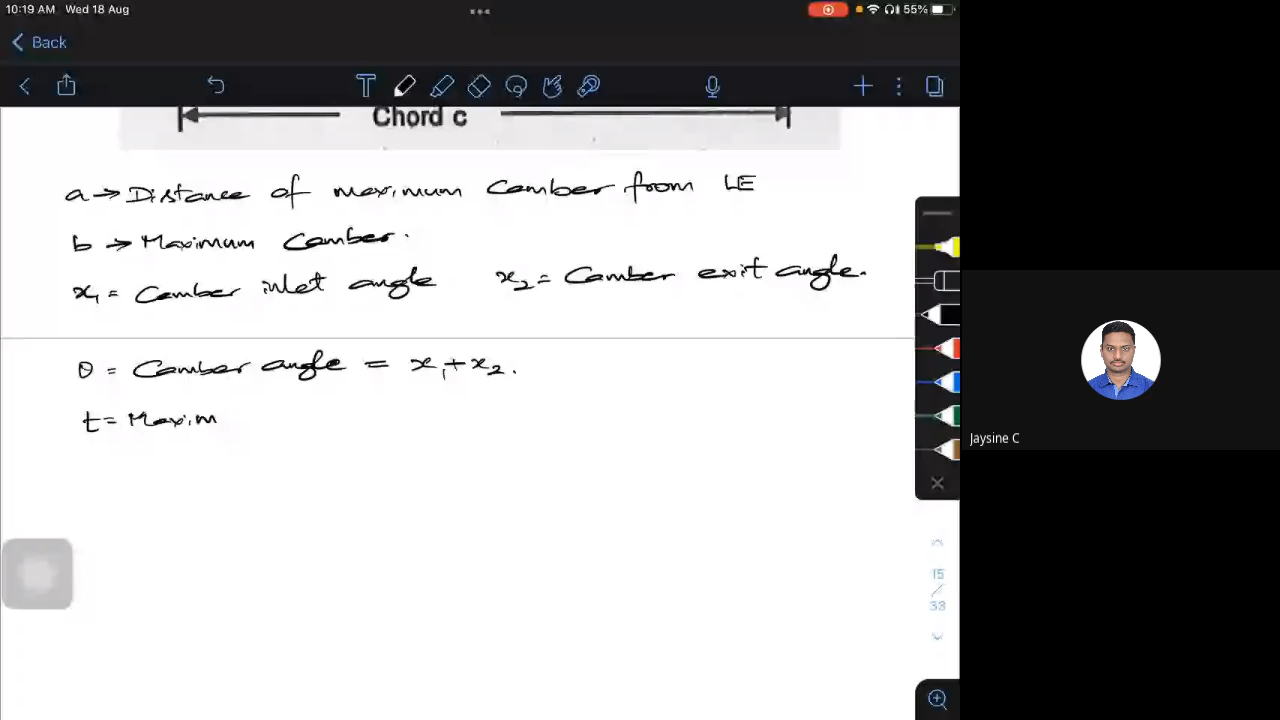 10:19 AM Wed 18 Aug
55%
Back
Chord c
a → Distance of maximum camber from LE
b → Maximum Camber.
x₁ = Camber inlet angle x₂ = Camber exit angle.
θ = Camber angle = x₁ + x₂.
t = Maxim
Jaysine C
15
/
33